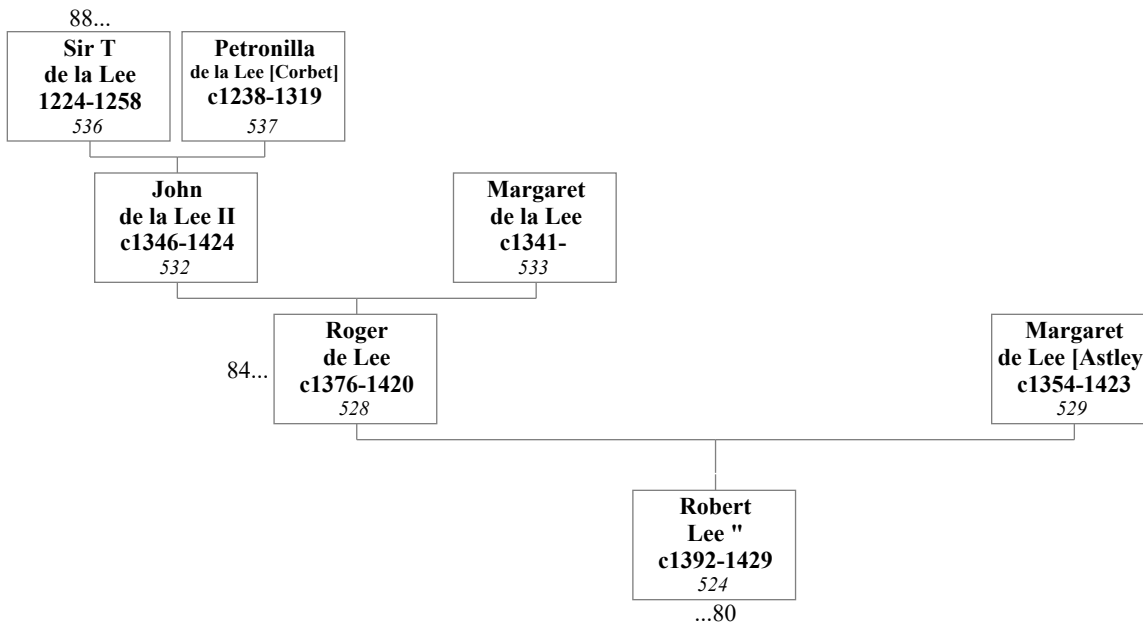 88...
Sir T
de la Lee
1224-1258
536
Petronilla
de la Lee [Corbet]
c1238-1319
537
John
de la Lee II
c1346-1424
532
Margaret
de la Lee
c1341-
533
84...
Roger
de Lee
c1376-1420
528
Margaret
de Lee [Astley
c1354-1423
529
Robert
Lee "
c1392-1429
524
...80